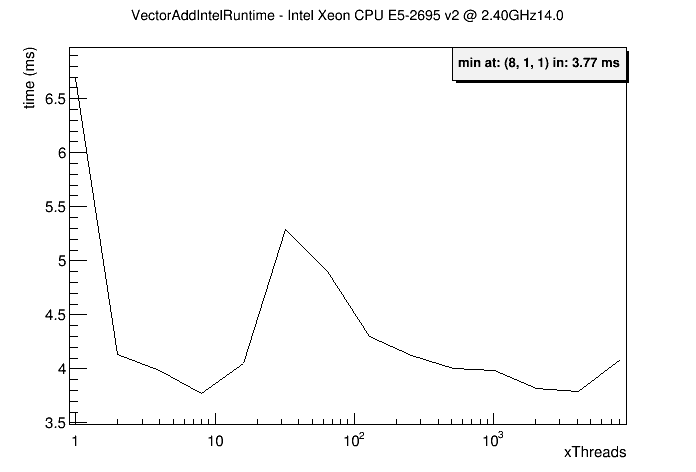 VectorAddIntelRuntime - Intel Xeon CPU E5-2695 v2 @ 2.40GHz14.0
time (ms)
min at: (8, 1, 1) in: 3.77 ms
6.5
6
5.5
5
4.5
4
3.5
1 10 10² 10³
xThreads